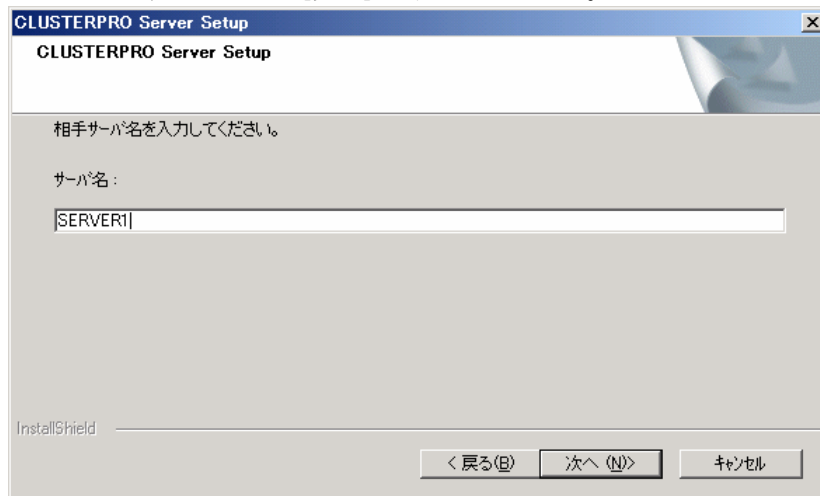 CLUSTERPRO Server Setup
CLUSTERPRO Server Setup
相手サーバ名を入力してください。
サーバ名:
SERVER1
InstallShield
< 戻る(B) 次へ (N)> キャンセル